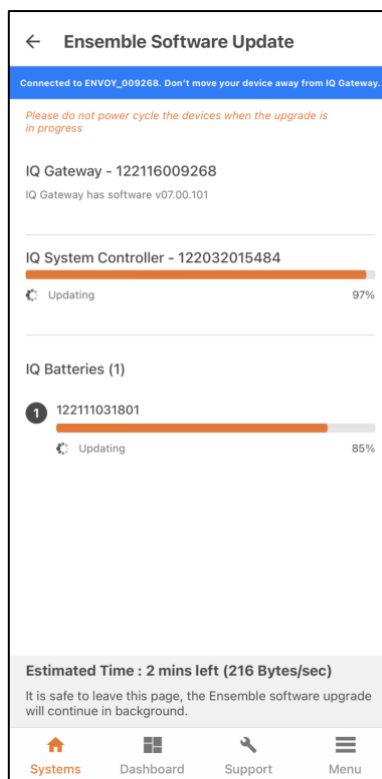 Ensemble Software Update
Connected to ENVOY_009268. Don't move your device away from IQ Gateway.
Please do not power cycle the devices when the upgrade is
in progress
IQ Gateway - 122116009268
IQ Gateway has software v07.00.101
IQ System Controller - 122032015484
Updating 97%
IQ Batteries (1)
1 122111031801
Updating 85%
Estimated Time : 2 mins left (216 Bytes/sec)
It is safe to leave this page, the Ensemble software upgrade
will continue in background.
Systems Dashboard Support Menu